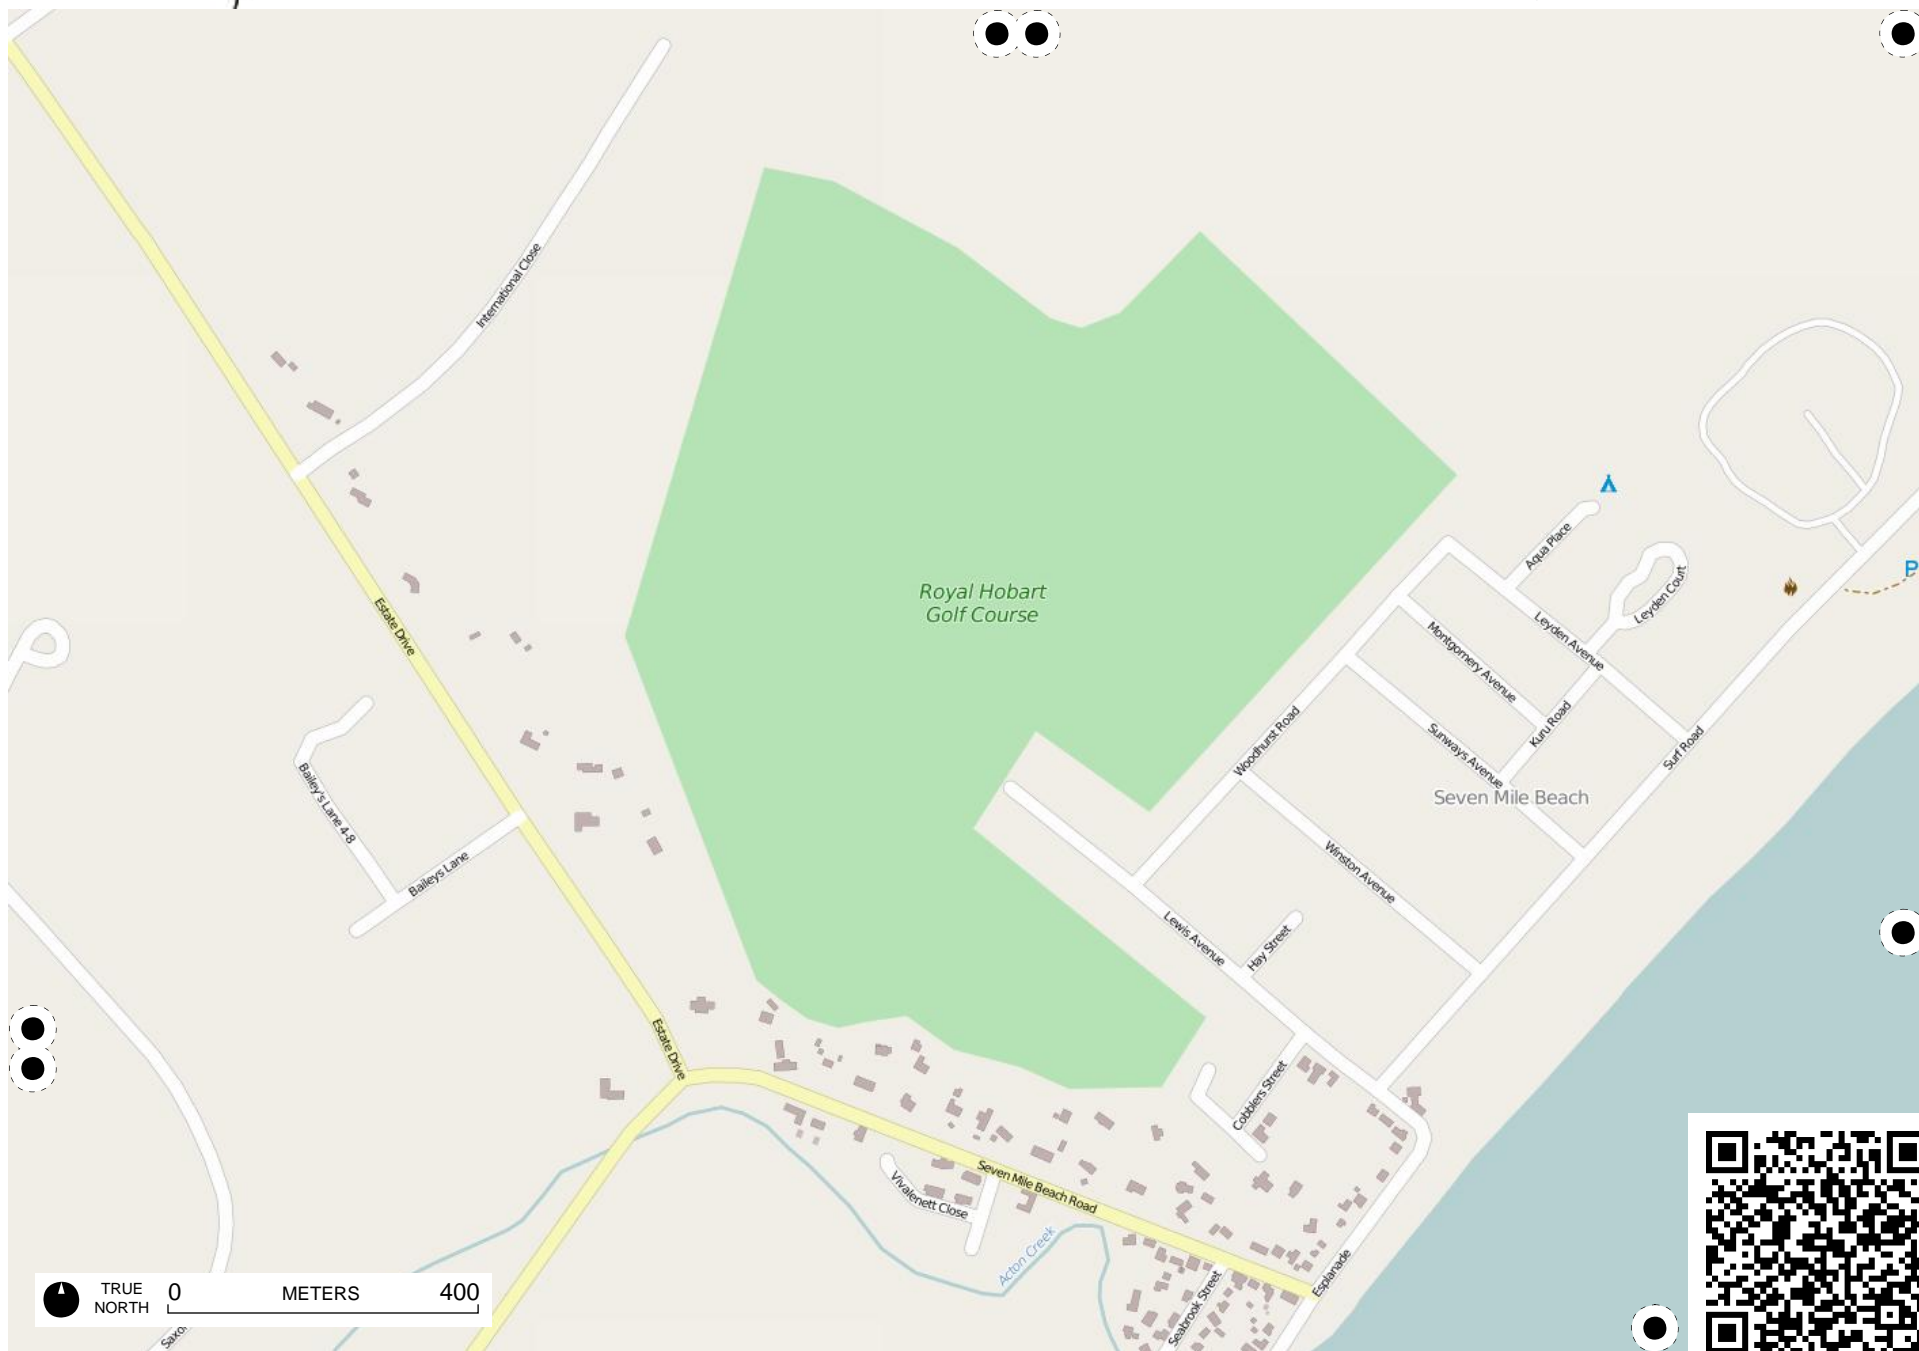 International Close
Estate Drive
Royal Hobart
Golf Course
Aqua Place
Leyden Court
Leyden Avenue
Montgomery Avenue
Kuru Road
Sunways Avenue
Woodhurst Road
Surf Road
Seven Mile Beach
P
Bailey's Lane 4-8
Baileys Lane
Winston Avenue
Lewis Avenue
Hay Street
Estate Drive
Cobblers Street
Seven Mile Beach Road
Vivalenett Close
Acton Creek
Esplanade
Seabrook Street
TRUE
NORTH
0 METERS 400